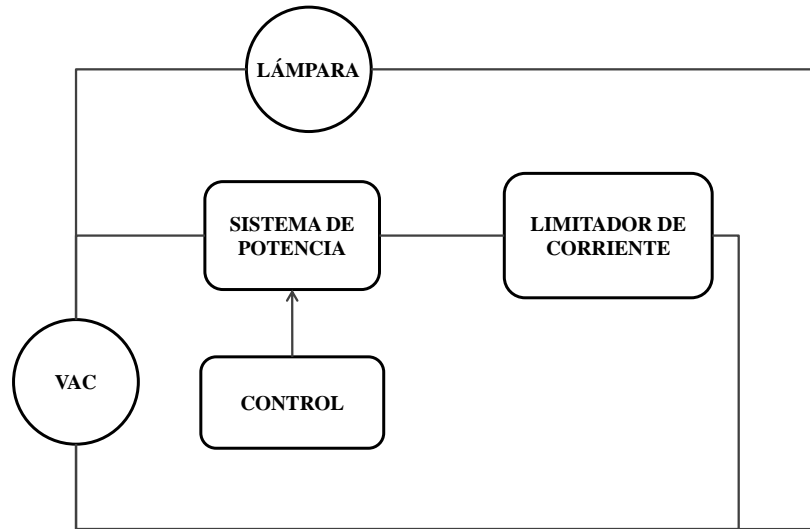 LÁMPARA
SISTEMA DE
POTENCIA
LIMITADOR DE
CORRIENTE
VAC
CONTROL